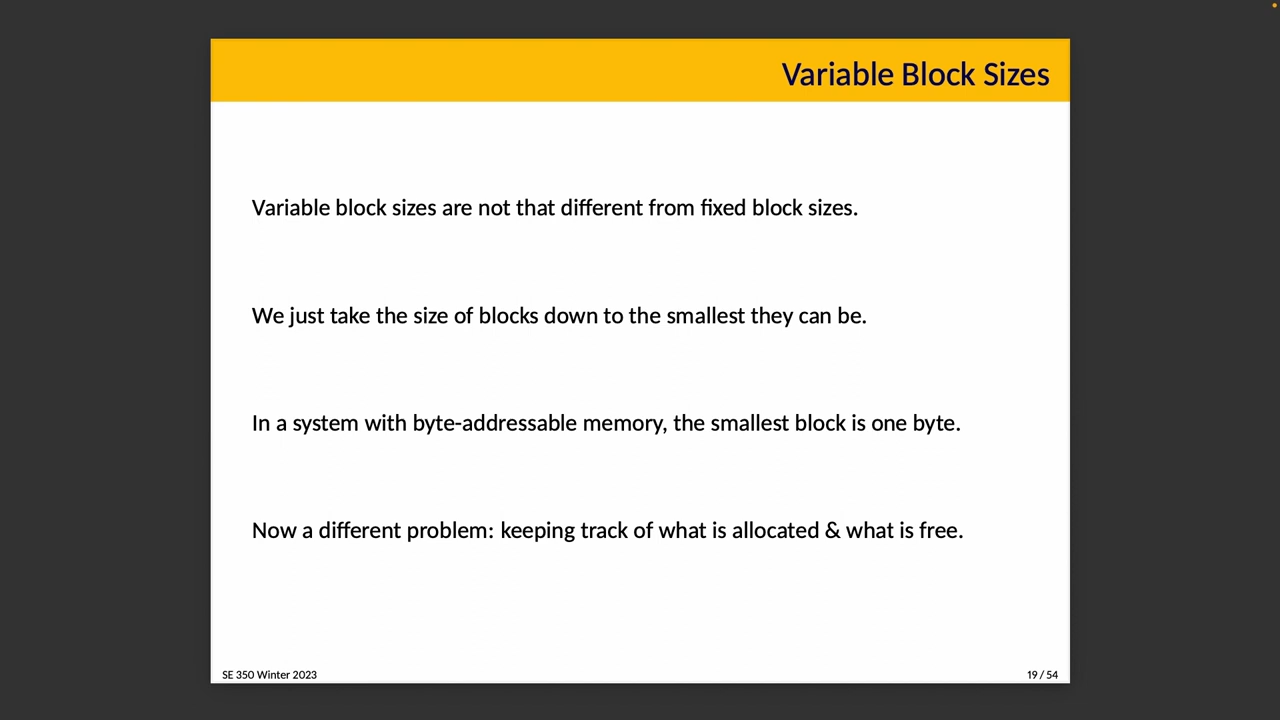 Variable Block Sizes
Variable block sizes are not that different from fixed block sizes.
We just take the size of blocks down to the smallest they can be.
In a system with byte-addressable memory, the smallest block is one byte.
Now a different problem: keeping track of what is allocated & what is free.
SE 350 Winter 2023
19 / 54